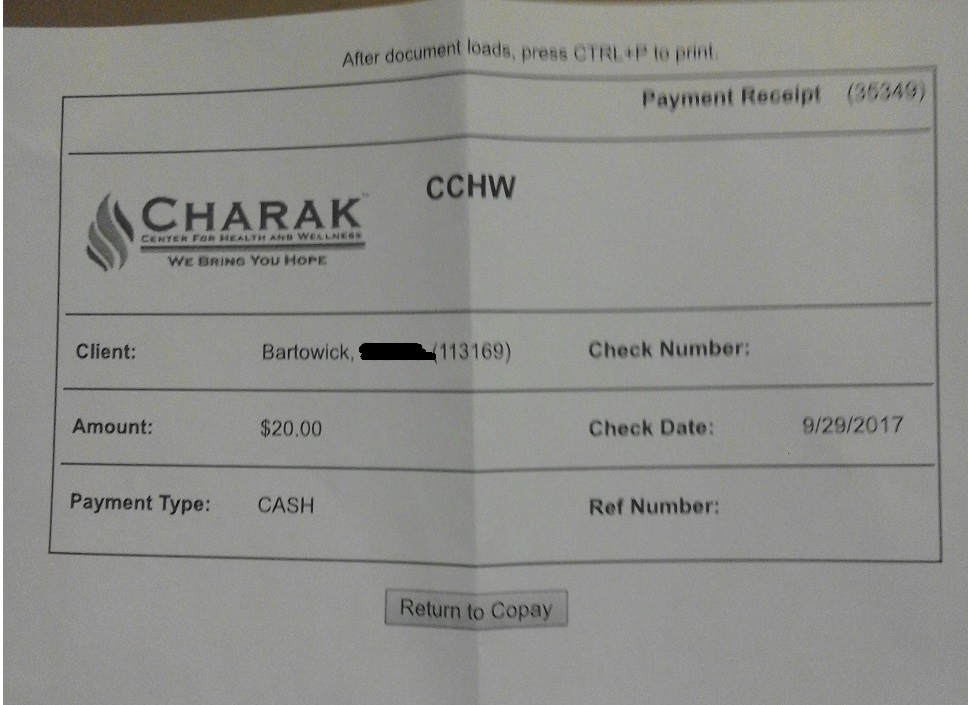 After document loads, press CTRL+P to print.
Payment Receipt (35349)
CHARAK™
CENTER FOR HEALTH AND WELLNESS
WE BRING YOU HOPE
CCHW
Client: Bartowick, (113169) Check Number:
Amount: $20.00 Check Date: 9/29/2017
Payment Type: CASH Ref Number:
Return to Copay